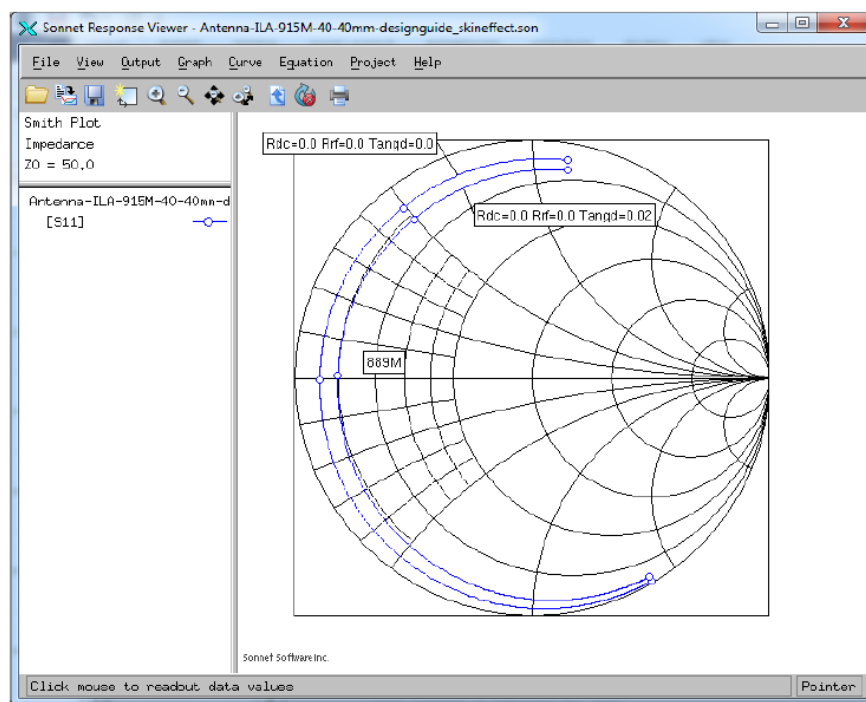 Sonnet Response Viewer - Antenna-ILA-915M-40-40mm-designguide_skineffect.son
File View Output Graph Curve Equation Project Help
Smith Plot
Impedance
Z0 = 50.0
Antenna-ILA-915M-40-40mm-d
[S11]
Rdc=0.0 Rrf=0.0 Tangd=0.0
Rdc=0.0 Rrf=0.0 Tangd=0.02
889M
Sonnet Software Inc.
Click mouse to readout data values
Pointer